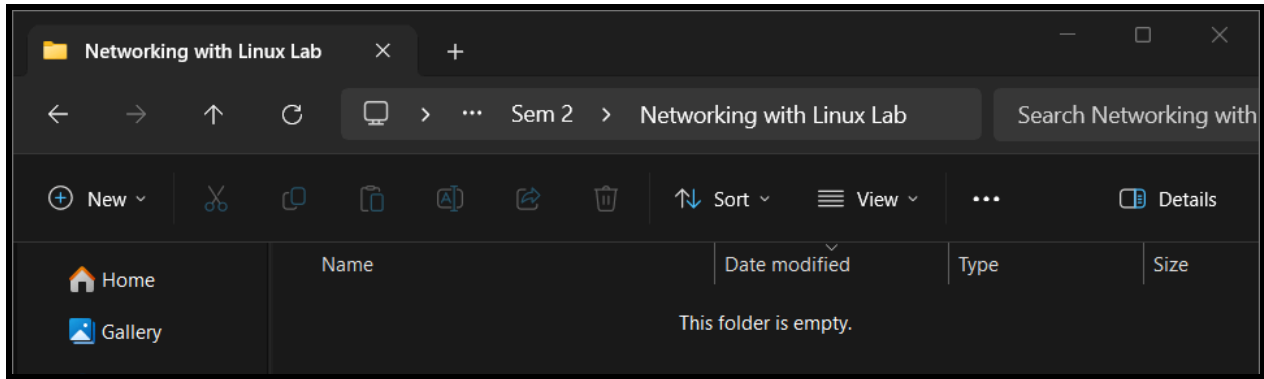 Networking with Linux Lab
Sem 2 Networking with Linux Lab Search Networking with
New Sort View Details
Name Date modified Type Size
Home
Gallery
This folder is empty.